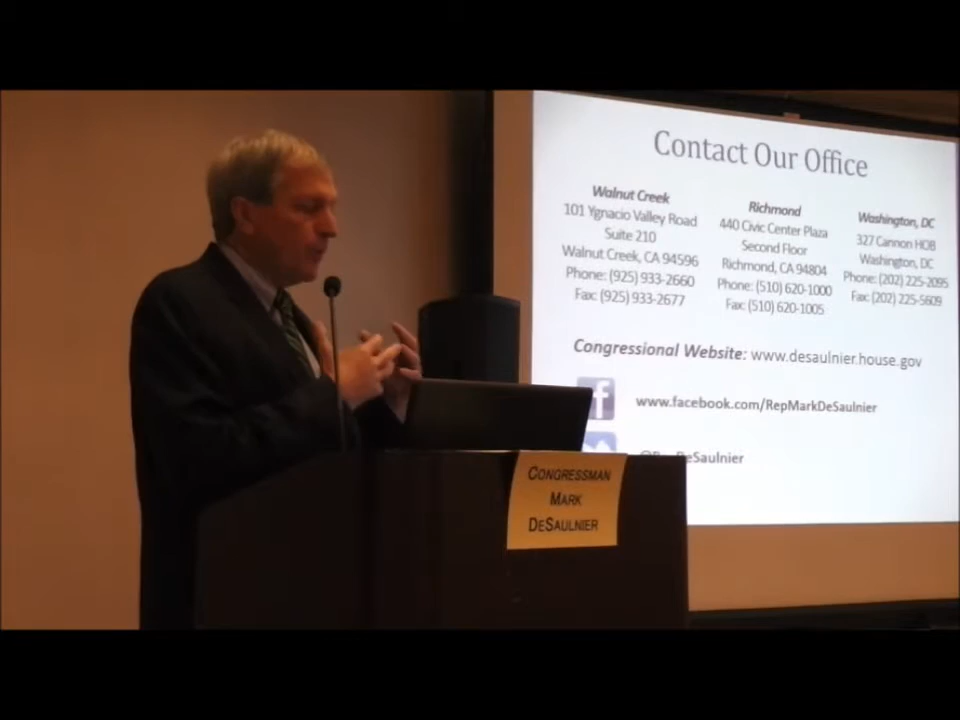 Contact Our Office
Walnut Creek
101 Ygnacio Valley Road
Suite 210
Walnut Creek, CA 94596
Phone: (925) 933-2660
Fax: (925) 933-2677
Richmond
440 Civic Center Plaza
Second Floor
Richmond, CA 94804
Phone: (510) 620-1000
Fax: (510) 620-1005
Washington, DC
327 Cannon HOB
Washington, DC
Phone: (202) 225-2095
Fax: (202) 225-5609
Congressional Website: www.desaulnier.house.gov
f
www.facebook.com/RepMarkDeSaulnier
@RepDeSaulnier
CONGRESSMAN
MARK
DESAULNIER